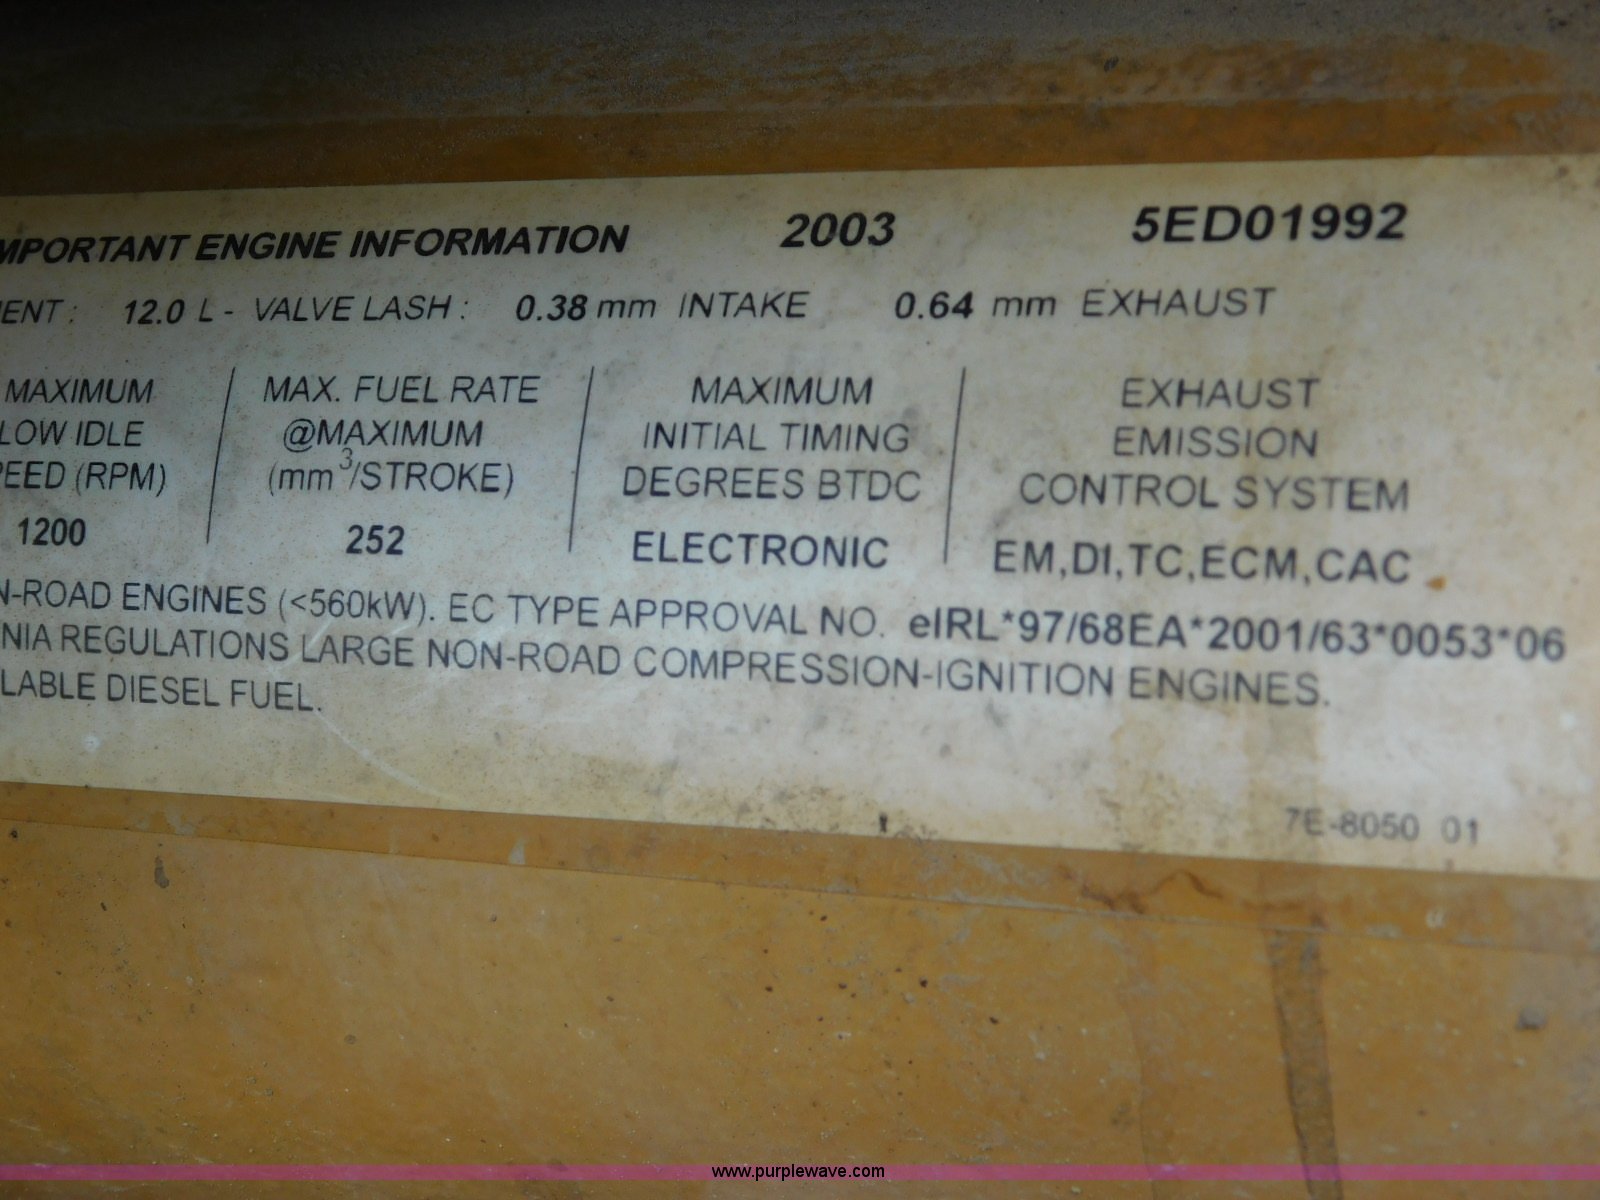 MPORTANT ENGINE INFORMATION 2003 5ED01992
ENT: 12.0 L - VALVE LASH: 0.38 mm INTAKE 0.64 mm EXHAUST
MAXIMUM MAX. FUEL RATE MAXIMUM EXHAUST
LOW IDLE @MAXIMUM INITIAL TIMING EMISSION
PEED (RPM) (mm³/STROKE) DEGREES BTDC CONTROL SYSTEM
1200 252 ELECTRONIC EM,DI,TC,ECM,CAC
N-ROAD ENGINES (<560kW). EC TYPE APPROVAL NO. eIRL*97/68EA*2001/63*0053*06
NIA REGULATIONS LARGE NON-ROAD COMPRESSION-IGNITION ENGINES.
LABLE DIESEL FUEL.
7E-8050 01
www.purplewave.com